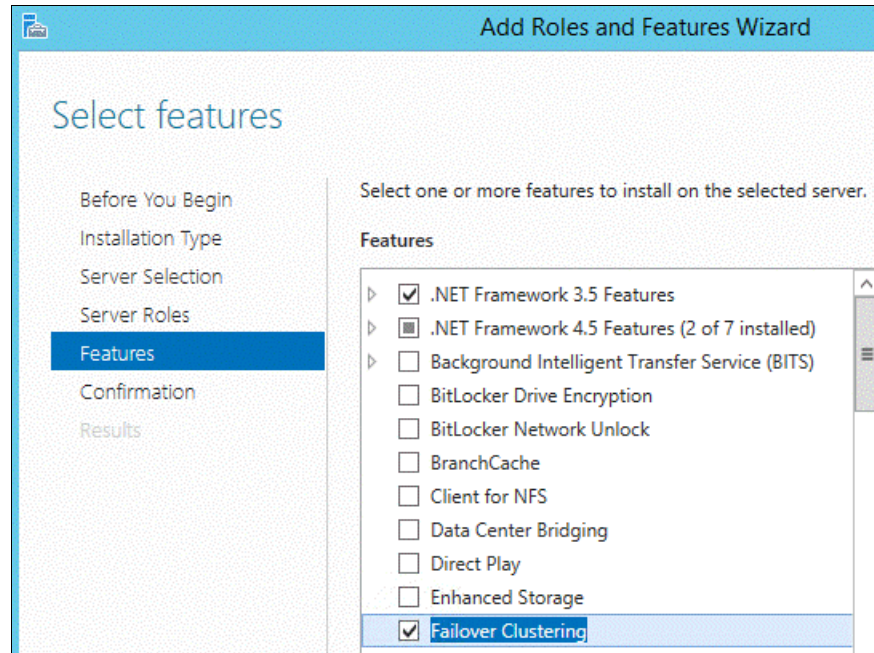 Add Roles and Features Wizard
Select features
Before You Begin
Installation Type
Server Selection
Server Roles
Features
Confirmation
Results
Select one or more features to install on the selected server.
Features
.NET Framework 3.5 Features
.NET Framework 4.5 Features (2 of 7 installed)
Background Intelligent Transfer Service (BITS)
BitLocker Drive Encryption
BitLocker Network Unlock
BranchCache
Client for NFS
Data Center Bridging
Direct Play
Enhanced Storage
Failover Clustering